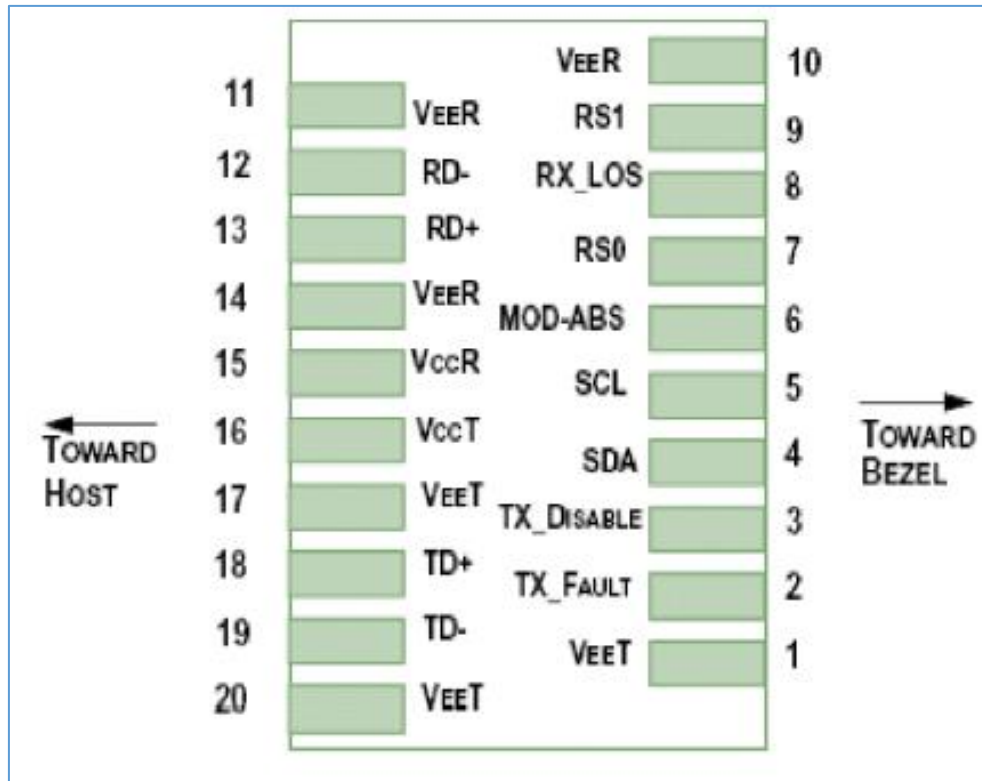 VEER 10
11 VEER
RS1 9
12 RD-
RX_LOS 8
13 RD+
RS0 7
14 VEER
MOD-ABS 6
15 VCCR
SCL 5
16 VCCT
SDA 4
17 VEET
TX_DISABLE 3
18 TD+
TX_FAULT 2
19 TD-
VEET 1
20 VEET
TOWARD
HOST
TOWARD
BEZEL